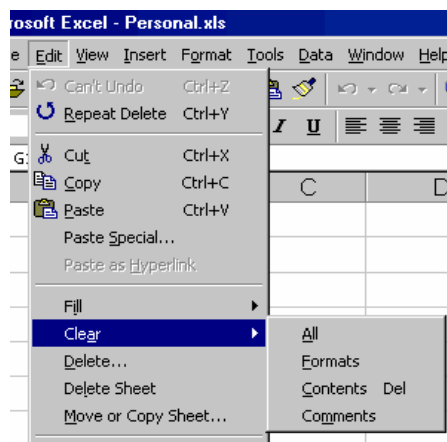 rosoft Excel - Personal.xls
e Edit View Insert Format Tools Data Window Help
Can't Undo Ctrl+Z
Repeat Delete Ctrl+Y
I U
Cut Ctrl+X
G
Copy Ctrl+C
C D
Paste Ctrl+V
Paste Special...
Paste as Hyperlink
Fill
Clear
All
Delete...
Formats
Delete Sheet
Contents Del
Move or Copy Sheet...
Comments